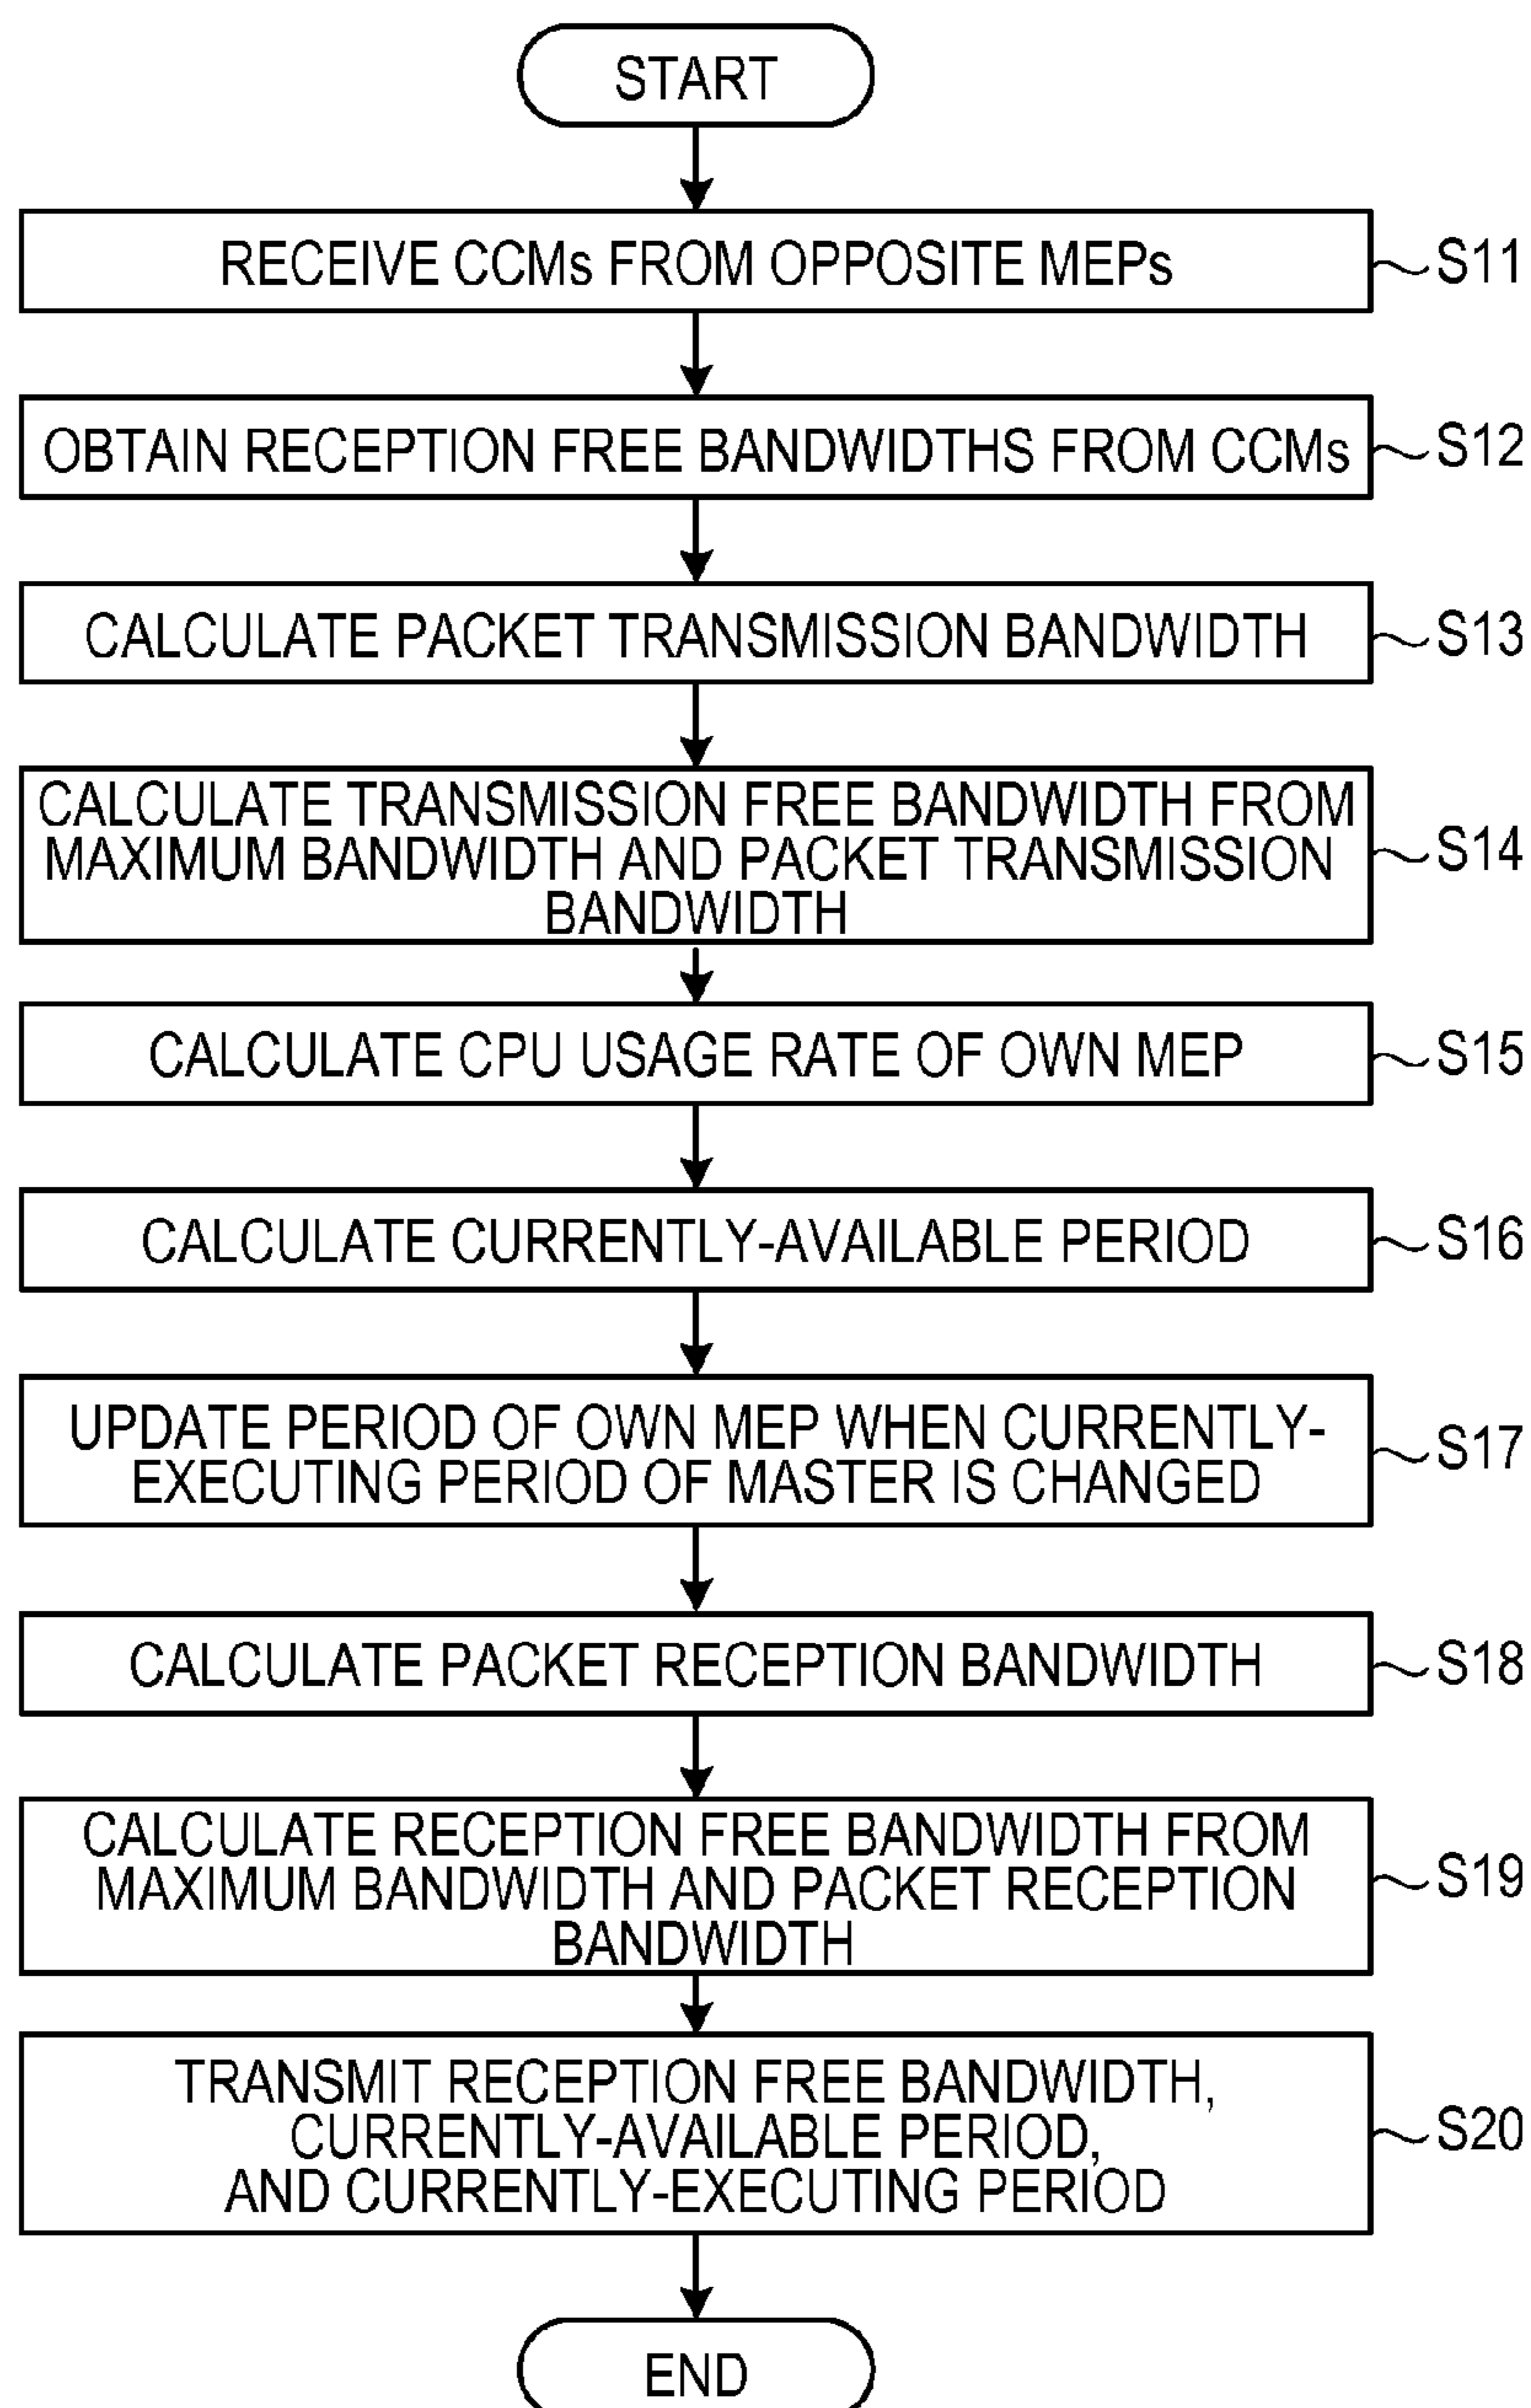 START
RECEIVE CCMs FROM OPPOSITE MEPs
S11
OBTAIN RECEPTION FREE BANDWIDTHS FROM CCMs
S12
CALCULATE PACKET TRANSMISSION BANDWIDTH
S13
CALCULATE TRANSMISSION FREE BANDWIDTH FROM
MAXIMUM BANDWIDTH AND PACKET TRANSMISSION
BANDWIDTH
S14
CALCULATE CPU USAGE RATE OF OWN MEP
S15
CALCULATE CURRENTLY-AVAILABLE PERIOD
S16
UPDATE PERIOD OF OWN MEP WHEN CURRENTLY-
EXECUTING PERIOD OF MASTER IS CHANGED
S17
CALCULATE PACKET RECEPTION BANDWIDTH
S18
CALCULATE RECEPTION FREE BANDWIDTH FROM
MAXIMUM BANDWIDTH AND PACKET RECEPTION
BANDWIDTH
S19
TRANSMIT RECEPTION FREE BANDWIDTH,
CURRENTLY-AVAILABLE PERIOD,
AND CURRENTLY-EXECUTING PERIOD
S20
END